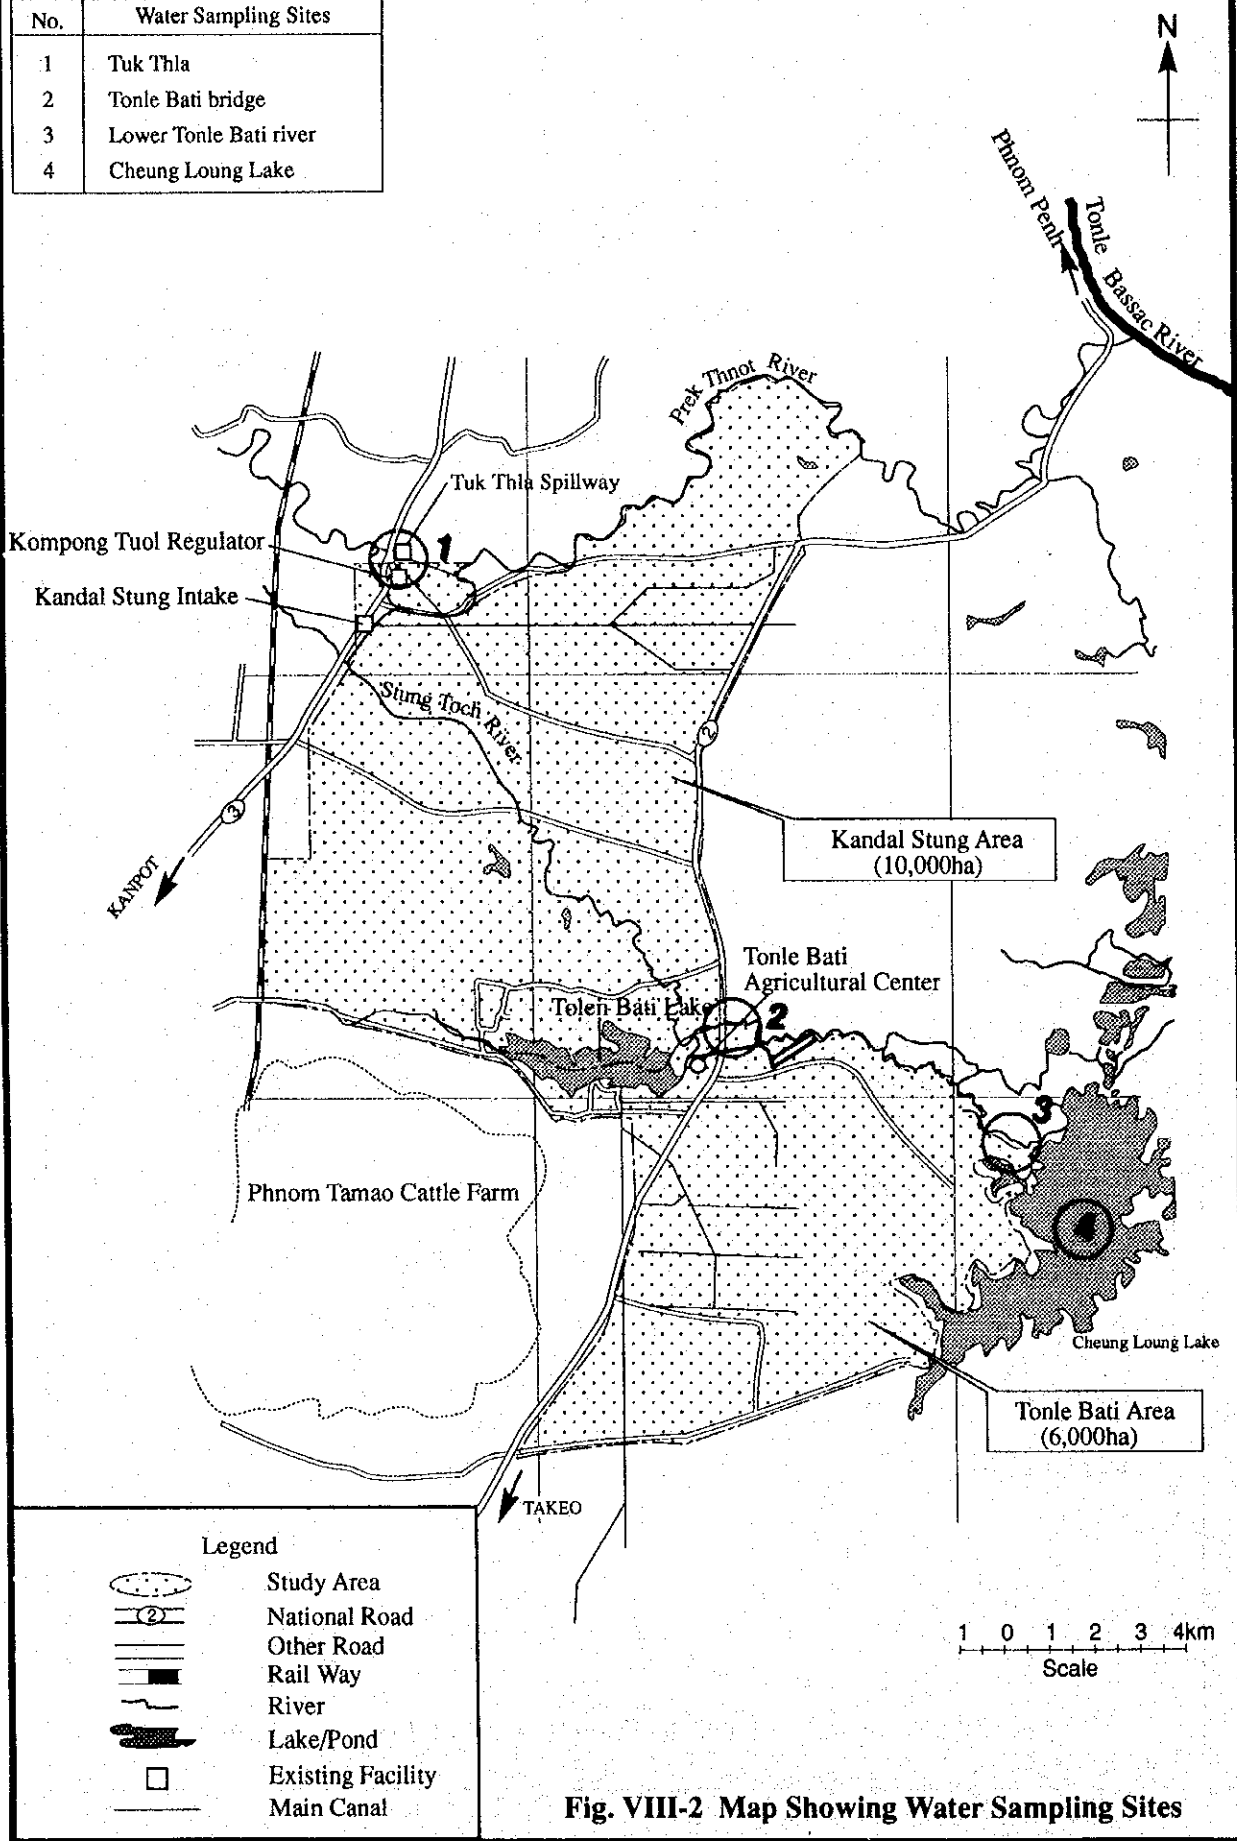 No. Water Sampling Sites
1 Tuk Thla
2 Tonle Bati bridge
3 Lower Tonle Bati river
4 Cheung Loung Lake
N
Phnom Penh
Tonle Bassac River
Prek Thnot River
Tuk Thla Spillway
Kompong Tuol Regulator
1
Kandal Stung Intake
Stung Toch River
2
3
KANPOT
Kandal Stung Area
(10,000ha)
Tonle Bati
Agricultural Center
Tolen Bati Lake
2
3
Phnom Tamao Cattle Farm
4
Cheung Loung Lake
Tonle Bati Area
(6,000ha)
TAKEO
Legend
Study Area
2 National Road
Other Road
Rail Way
River
Lake/Pond
Existing Facility
Main Canal
1 0 1 2 3 4km
Scale
Fig. VIII-2 Map Showing Water Sampling Sites